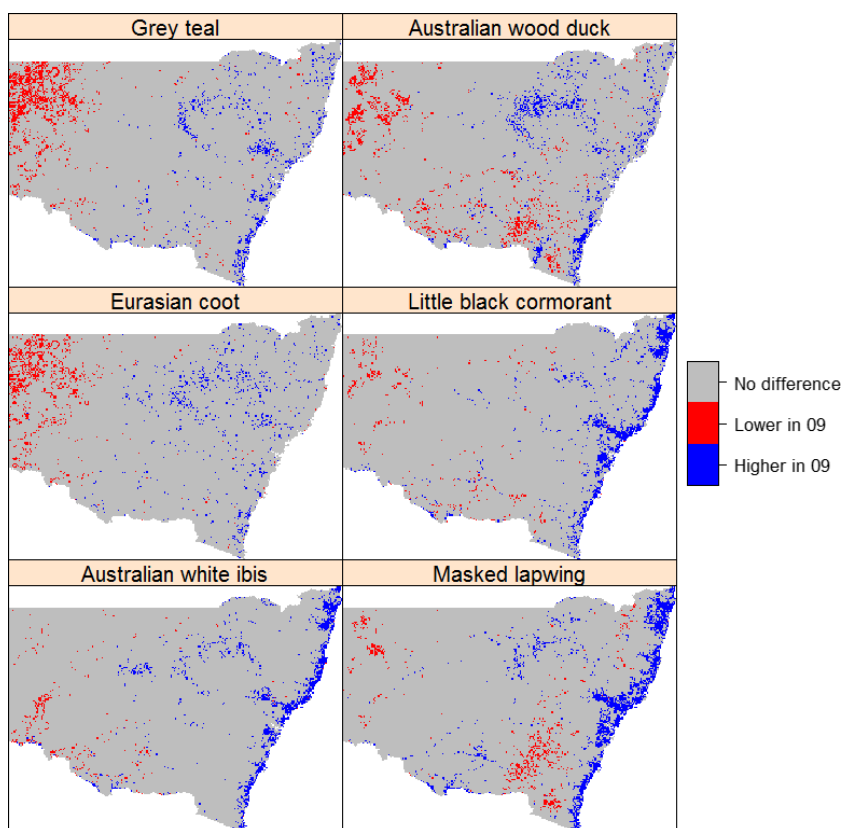 Grey teal
Australian wood duck
Eurasian coot
Little black cormorant
Australian white ibis
Masked lapwing
No difference
Lower in 09
Higher in 09